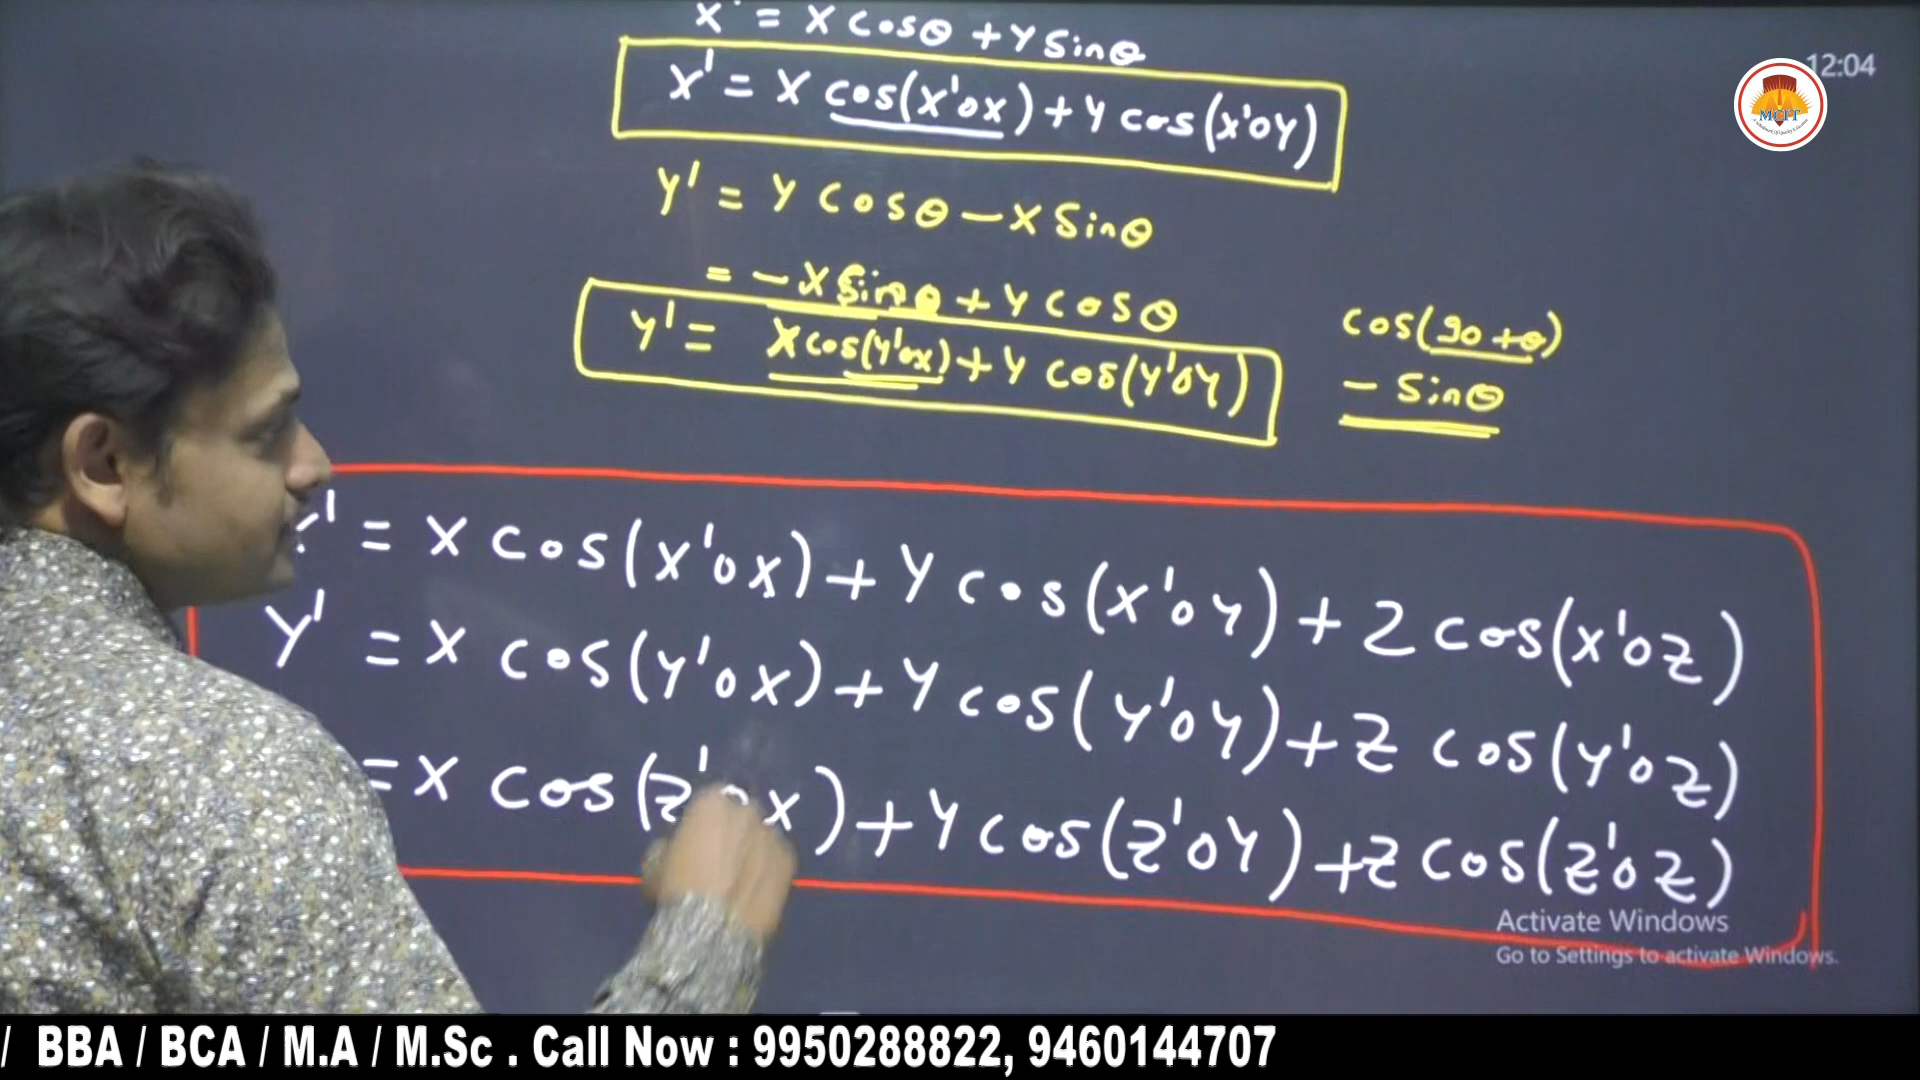 x' = x cosθ + y sinθ
12:04
x' = x cos(x'ox) + y cos(x'oy)
MCIT
y' = y cosθ - x sinθ
= - x sinθ + y cosθ
cos(90+θ)
y' = x cos(y'ox) + y cos(y'oy)
- sinθ
x' = x cos(x'ox) + y cos(x'oy) + z cos(x'oz)
y' = x cos(y'ox) + y cos(y'oy) + z cos(y'oz)
= x cos(z'ox) + y cos(z'oy) + z cos(z'oz)
Activate Windows
Go to Settings to activate Windows.
/ BBA / BCA / M.A / M.Sc . Call Now : 9950288822, 9460144707